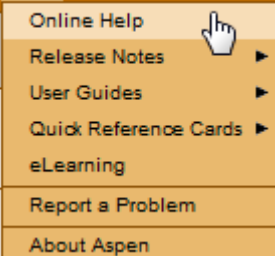 Online Help
Release Notes
User Guides
Quick Reference Cards
eLearning
Report a Problem
About Aspen